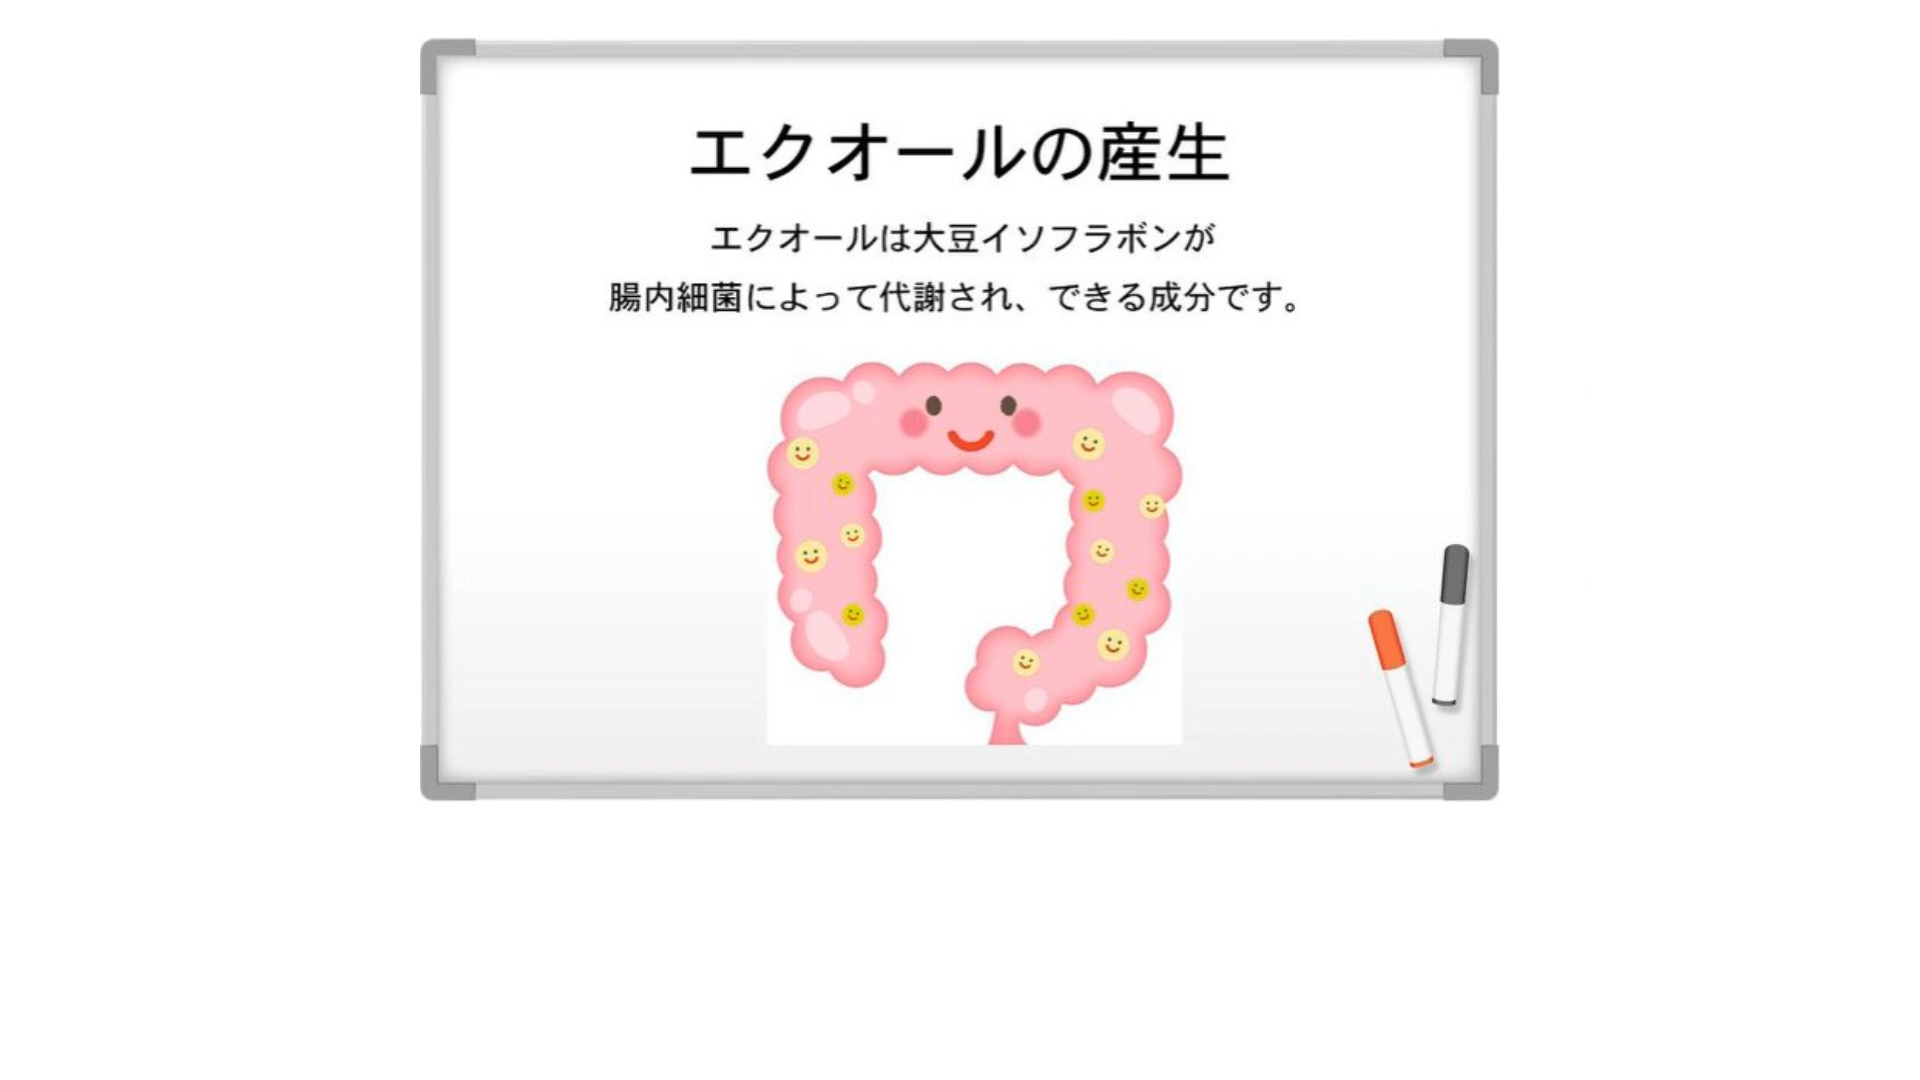 エクオールの産生
エクオールは大豆イソフラボンが
腸内細菌によって代謝され、できる成分です。